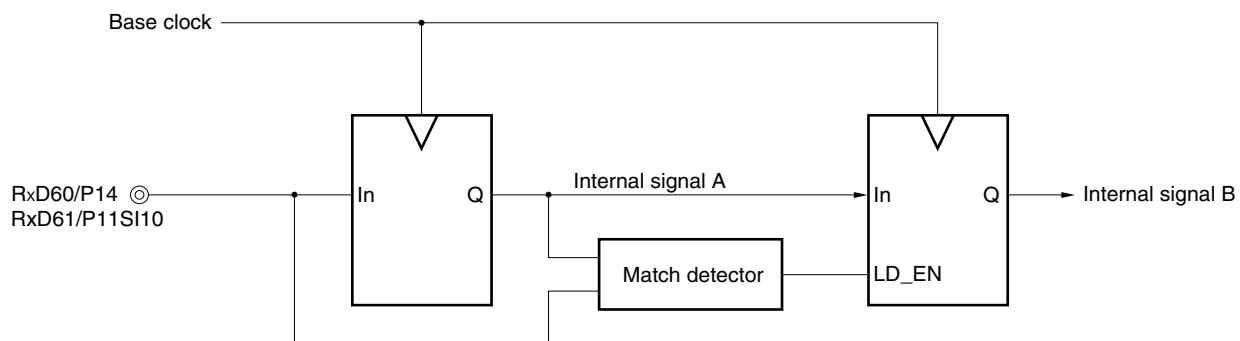 Base clock
RxD60/P14
RxD61/P11SI10
In
Q
Internal signal A
In
Q
Internal signal B
Match detector
LD_EN